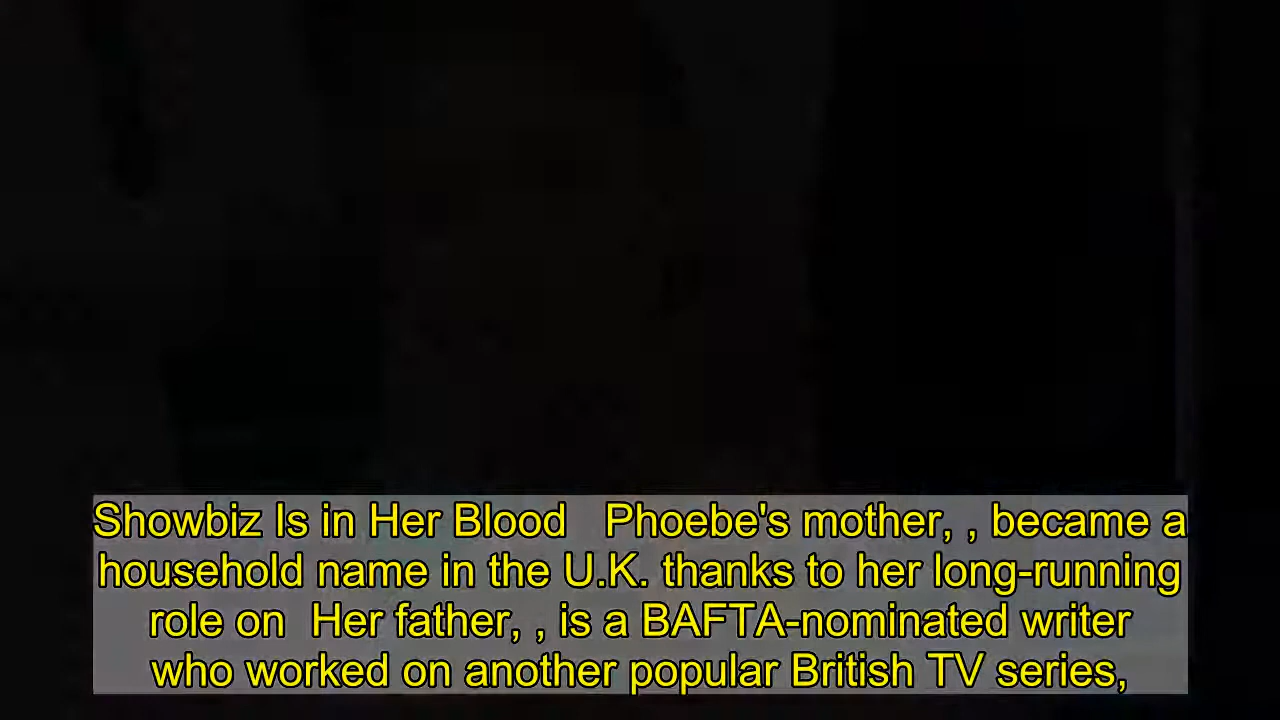 Showbiz Is in Her Blood   Phoebe's mother, , became a
household name in the U.K. thanks to her long-running
role on  Her father, , is a BAFTA-nominated writer
who worked on another popular British TV series,